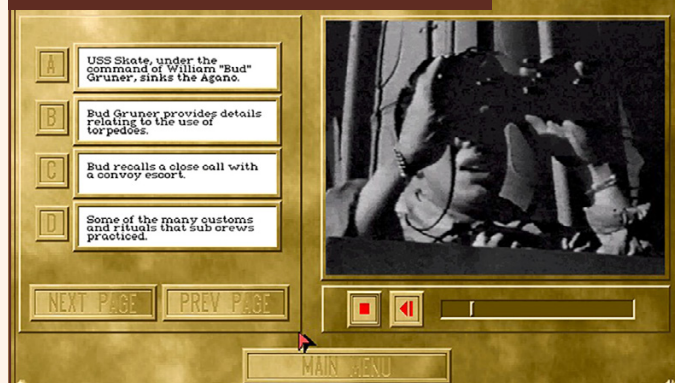 A
USS Skate, under the
command of William "Bud"
Gruner, sinks the Agano.
B
Bud Gruner provides details
relating to the use of
torpedoes.
C
Bud recalls a close call with
a convoy escort.
D
Some of the many customs
and rituals that sub crews
practiced.
NEXT PAGE
PREV PAGE
MAIN MENU